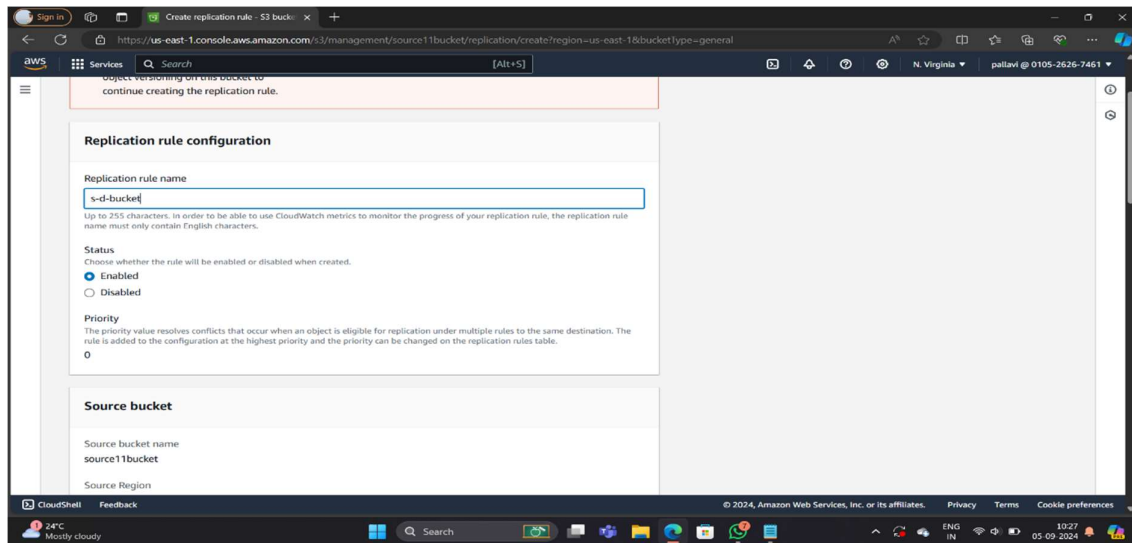 Sign in
Create replication rule - S3 bucke
https://us-east-1.console.aws.amazon.com/s3/management/source11bucket/replication/create?region=us-east-1&bucketType=general
aws Services Search [Alt+S] N. Virginia pallavi @ 0105-2626-7461
object versioning on this bucket to
continue creating the replication rule.
Replication rule configuration
Replication rule name
s-d-bucket
Up to 255 characters. In order to be able to use CloudWatch metrics to monitor the progress of your replication rule, the replication rule
name must only contain English characters.
Status
Choose whether the rule will be enabled or disabled when created.
Enabled
Disabled
Priority
The priority value resolves conflicts that occur when an object is eligible for replication under multiple rules to the same destination. The
rule is added to the configuration at the highest priority and the priority can be changed on the replication rules table.
0
Source bucket
Source bucket name
source11bucket
Source Region
CloudShell Feedback © 2024, Amazon Web Services, Inc. or its affiliates. Privacy Terms Cookie preferences
24°C
Mostly cloudy
Search
ENG
IN
10:27
05-09-2024